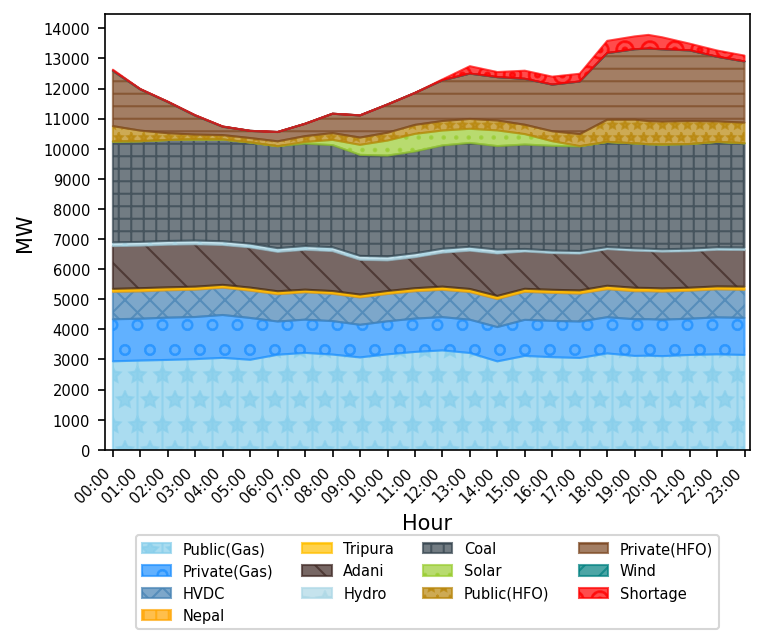 14000
13000
12000
11000
10000
9000
8000
7000
6000
5000
4000
3000
2000
1000
0
MW
00:00 01:00 02:00 03:00 04:00 05:00 06:00 07:00 08:00 09:00 10:00 11:00 12:00 13:00 14:00 15:00 16:00 17:00 18:00 19:00 20:00 21:00 22:00 23:00
Hour
Public(Gas) Tripura Coal Private(HFO)
Private(Gas) Adani Solar Wind
HVDC Hydro Public(HFO) Shortage
Nepal